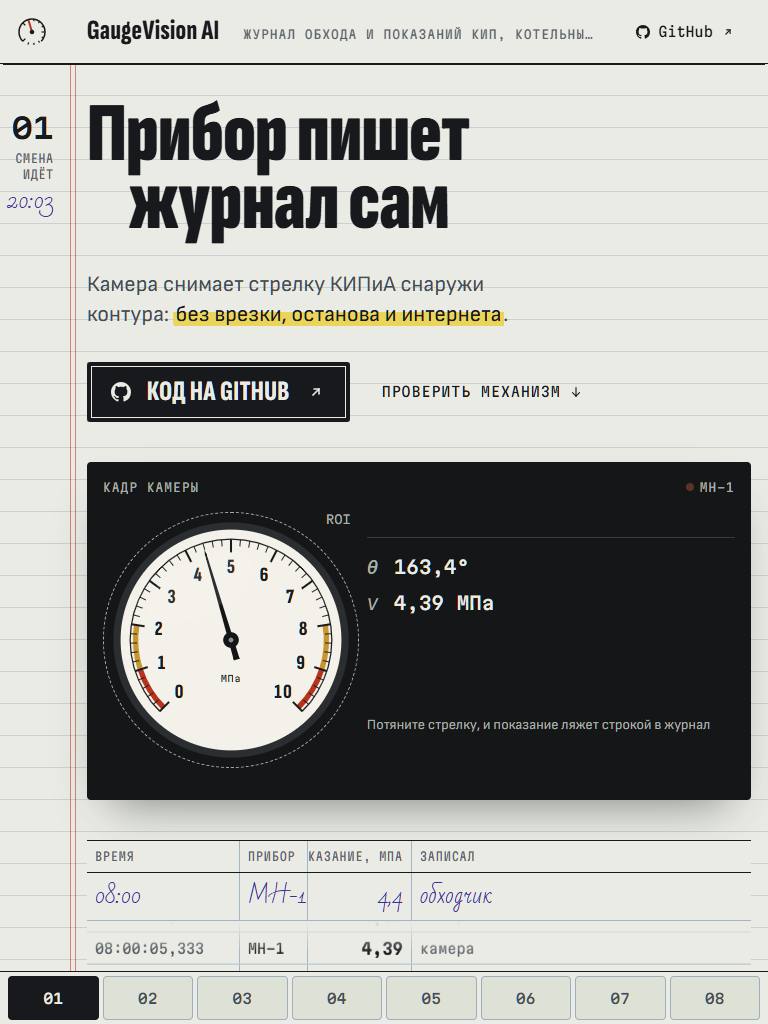 GaugeVision AI
ЖУРНАЛ ОБХОДА И ПОКАЗАНИЙ КИП, КОТЕЛЬНЫ…
GitHub ↗
01
СМЕНА
ИДЁТ
20:03
Прибор пишет
журнал сам
Камера снимает стрелку КИПиА снаружи
контура: без врезки, останова и интернета.
КОД НА GITHUB ↗
ПРОВЕРИТЬ МЕХАНИЗМ ↓
КАДР КАМЕРЫ
МН-1
ROI
0
1
2
3
4
5
6
7
8
9
10
МПа
θ 163,4°
V 4,39 МПа
Потяните стрелку, и показание ляжет строкой в журнал
ВРЕМЯ ПРИБОР КАЗАНИЕ, МПА ЗАПИСАЛ
08:00 МН-1 4,4 обходчик
08:00:05,333 МН-1 4,39 камера
01 02 03 04 05 06 07 08